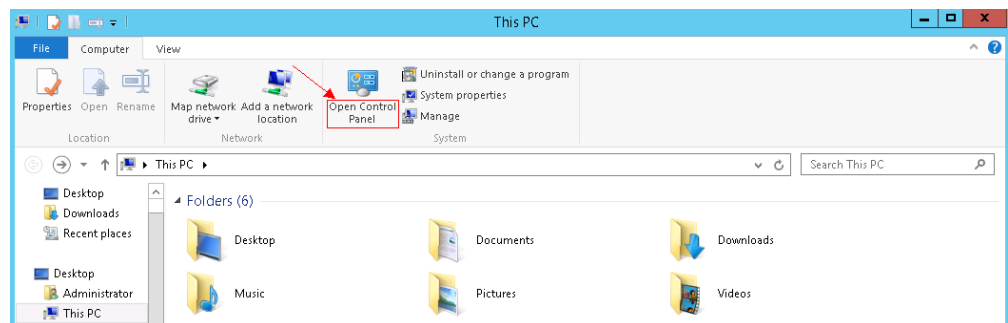 This PC
File Computer View
Properties Open Rename
Map network drive
Add a network location
Open Control Panel
Uninstall or change a program
System properties
Manage
Location Network System
This PC
Search This PC
Desktop
Downloads
Recent places
Desktop
Administrator
This PC
Folders (6)
Desktop Documents Downloads
Music Pictures Videos